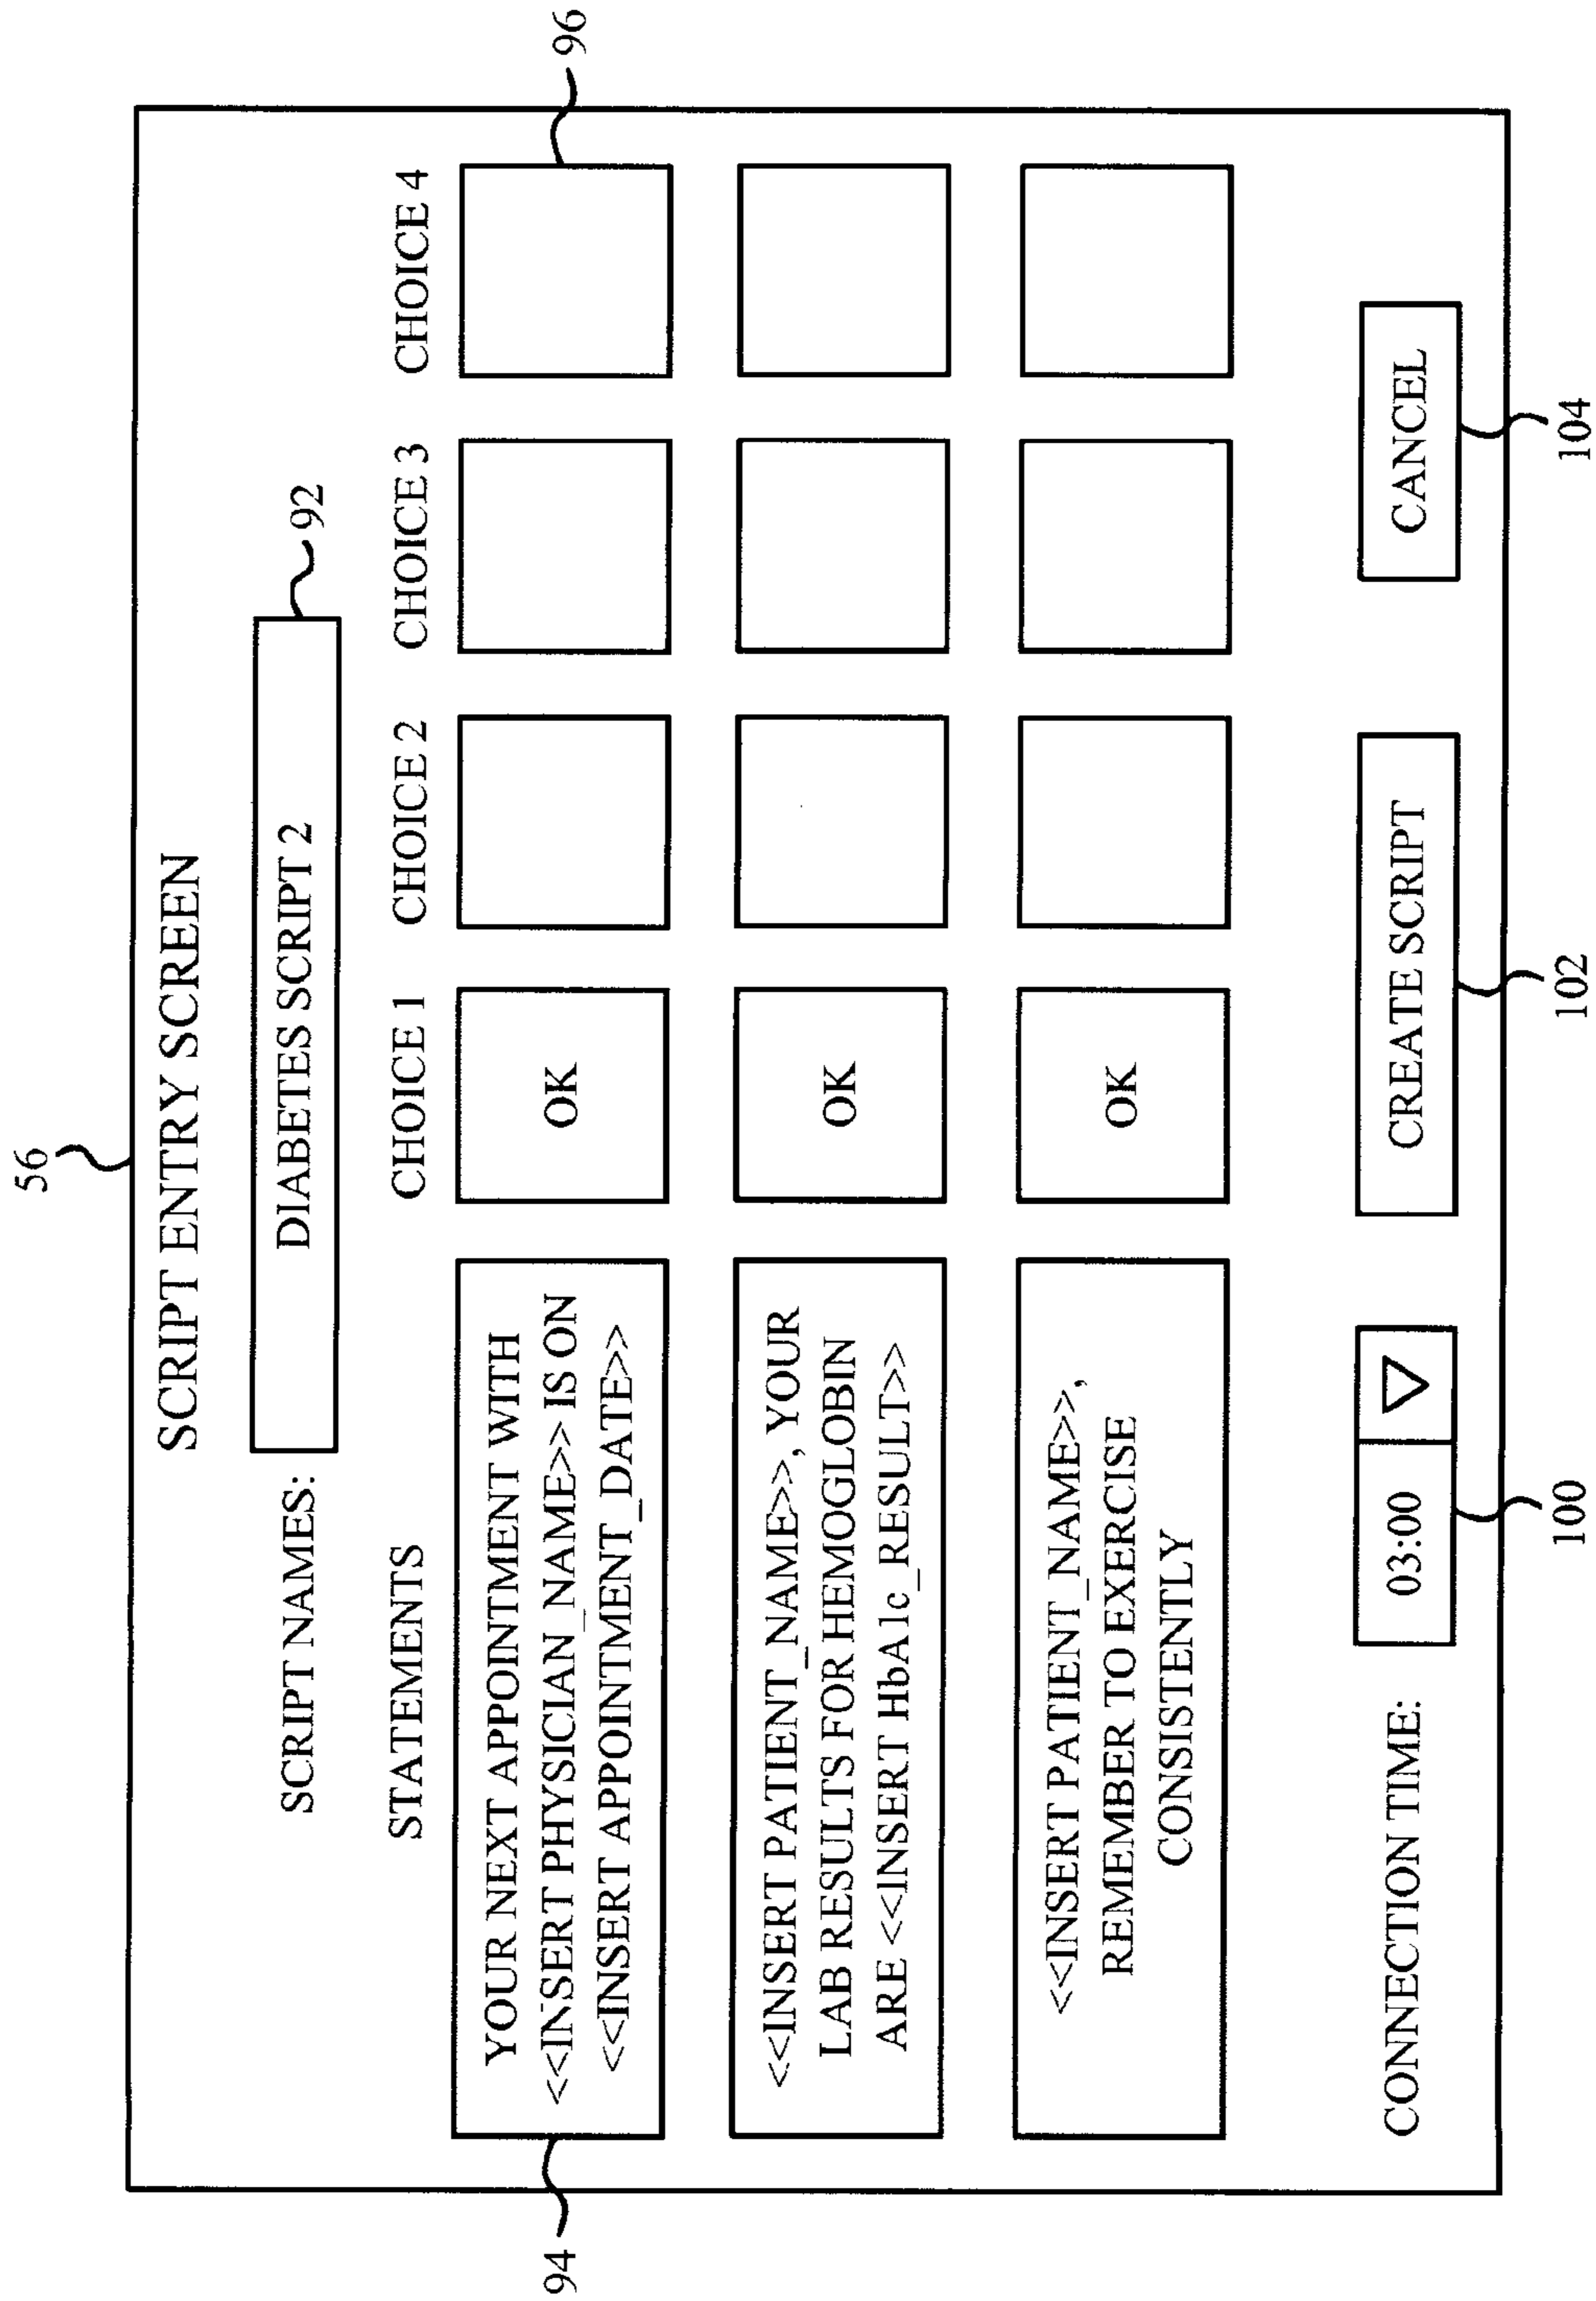 56
SCRIPT ENTRY SCREEN
SCRIPT NAMES:
DIABETES SCRIPT 2
92
STATEMENTS
CHOICE 1
CHOICE 2
CHOICE 3
CHOICE 4
94
YOUR NEXT APPOINTMENT WITH
<<INSERT PHYSICIAN_NAME>> IS ON
<<INSERT APPOINTMENT_DATE>>
OK
96
<<INSERT PATIENT_NAME>>, YOUR
LAB RESULTS FOR HEMOGLOBIN
ARE <<INSERT HbA1c_RESULT>>
OK
<<INSERT PATIENT_NAME>>,
REMEMBER TO EXERCISE
CONSISTENTLY
OK
CONNECTION TIME:
03:00
CREATE SCRIPT
CANCEL
100
102
104